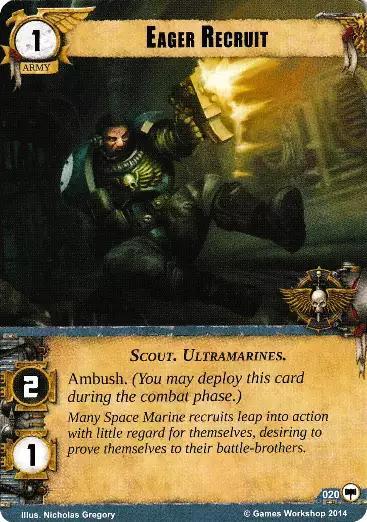 1
EAGER RECRUIT
ARMY
SCOUT. ULTRAMARINES.
2
Ambush. (You may deploy this card
during the combat phase.)
Many Space Marine recruits leap into action
with little regard for themselves, desiring to
prove themselves to their battle-brothers.
1
020
Illus. Nicholas Gregory
© Games Workshop 2014